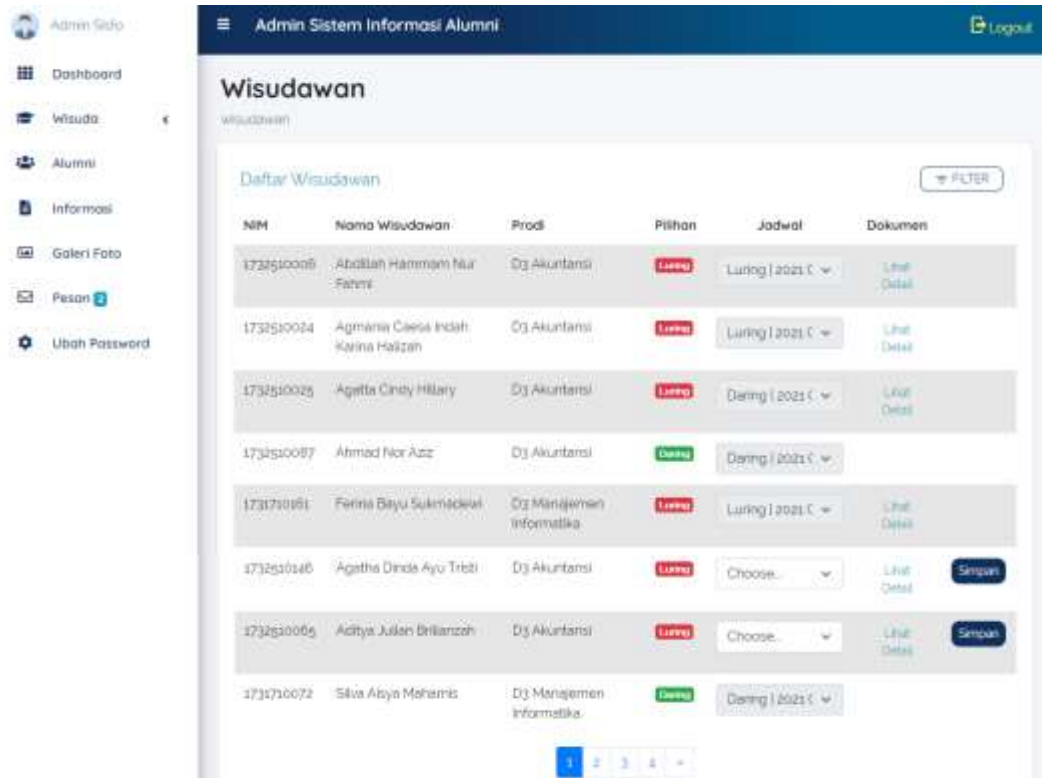 Admin Sisfo
Dashboard
Wisuda
Alumni
Informasi
Galeri Foto
Pesan 2
Ubah Password
Admin Sistem Informasi Alumni
Logout
Wisudawan
wisudawan
Daftar Wisudawan
FILTER
NIM Nama Wisudawan Prodi Pilihan Jadwal Dokumen
1732510006 Abdillah Hammam Nur D3 Akuntansi Luring Luring | 2021 Lihat
Fahmi Detail
1732510024 Agmania Caesa Indah D3 Akuntansi Luring Luring | 2021 Lihat
Karina Detail
1732510025 Agatta Cindy Hillary D3 Akuntansi Luring Daring | 2021 Lihat
Detail
1732510087 Ahmad Nor Aziz D3 Akuntansi Daring Daring | 2021
Ferina Bayu Sukmadewi D3 Manajemen Luring Luring | 2021 Lihat
Informatika Detail
1732510146 Agatha Dinda Ayu Tristi D3 Akuntansi Luring Choose... Lihat Simpan
Detail
1732510065 Aditya Julian Brilianzah D3 Akuntansi Luring Choose... Lihat Simpan
Detail
1731710072 Silva Aisya Maharnis D3 Manajemen Daring Daring | 2021
Informatika
1 2 3 4 »